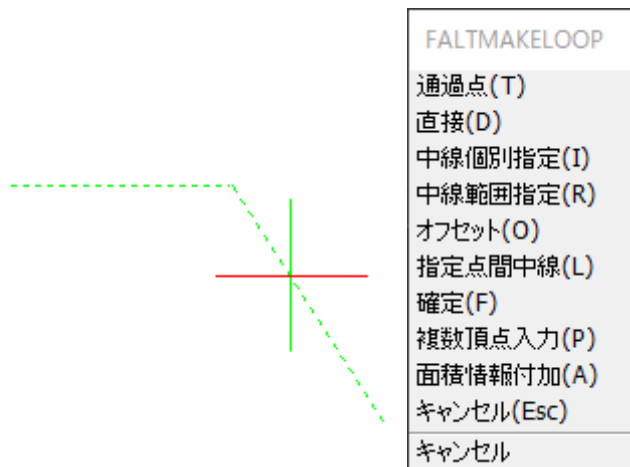 FALTMAKELOOP
通過点(T)
直接(D)
中線個別指定(I)
中線範囲指定(R)
オフセット(O)
指定点間中線(L)
確定(F)
複数頂点入力(P)
面積情報付加(A)
キャンセル(Esc)
キャンセル